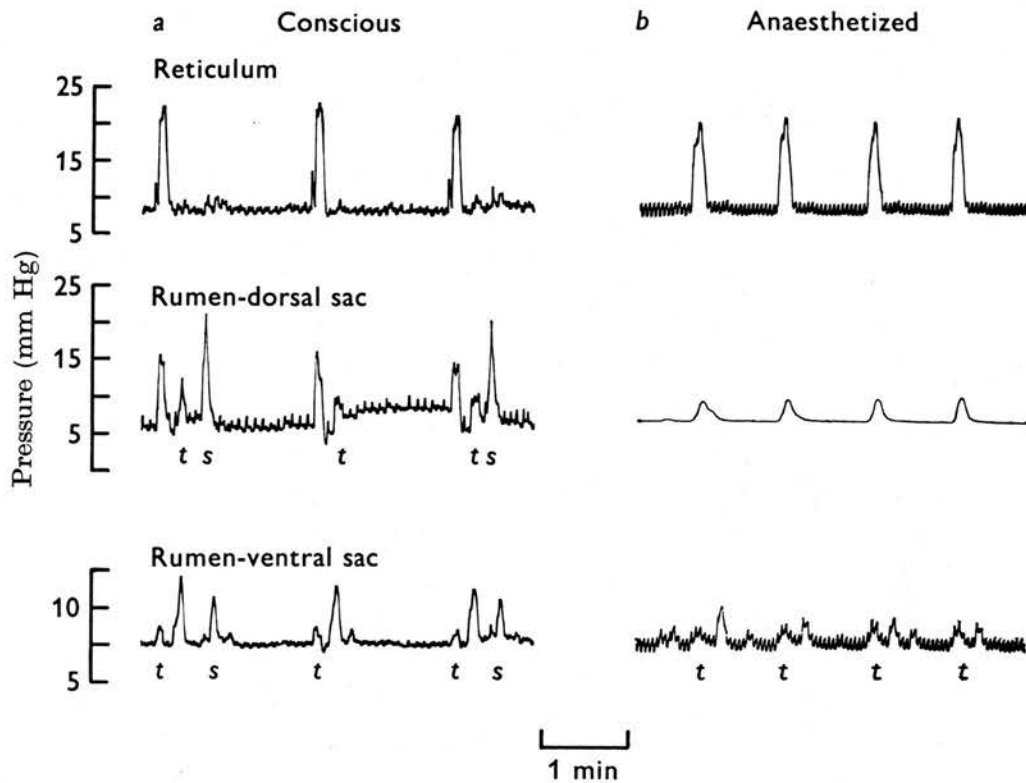 a Conscious b Anaesthetized
Reticulum
25
15
5
Pressure (mm Hg)
Rumen-dorsal sac
25
15
5
t s t t s
Rumen-ventral sac
10
5
t s t t s t t t t
1 min